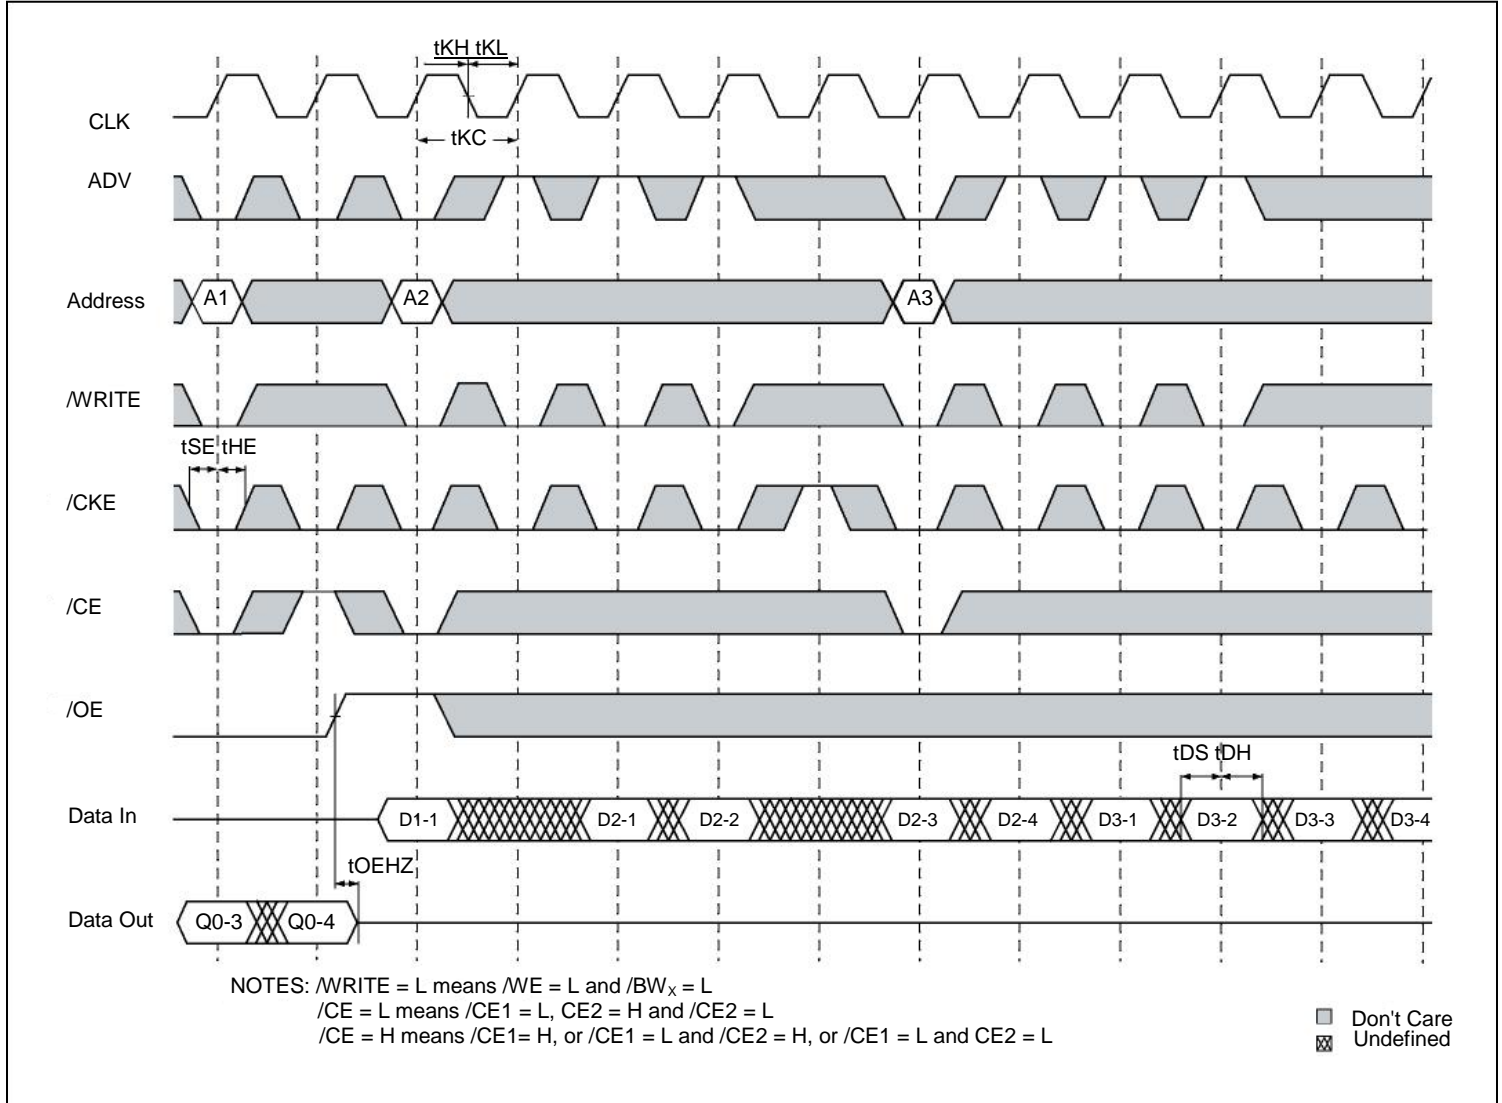 tKH tKL
CLK
tKC
ADV
Address A1 A2 A3
/WRITE
tSE tHE
/CKE
/CE
/OE
tDS tDH
Data In D1-1 D2-1 D2-2 D2-3 D2-4 D3-1 D3-2 D3-3 D3-4
tOEHZ
Data Out Q0-3 Q0-4
NOTES: /WRITE = L means /WE = L and /BWX = L
/CE = L means /CE1 = L, CE2 = H and /CE2 = L
/CE = H means /CE1= H, or /CE1 = L and /CE2 = H, or /CE1 = L and CE2 = L
Don't Care
Undefined